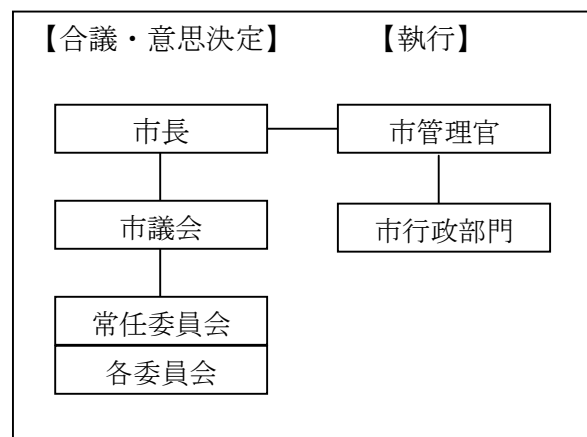 【合議・意思決定】 【執行】
市長 市管理官
市議会 市行政部門
常任委員会
各委員会